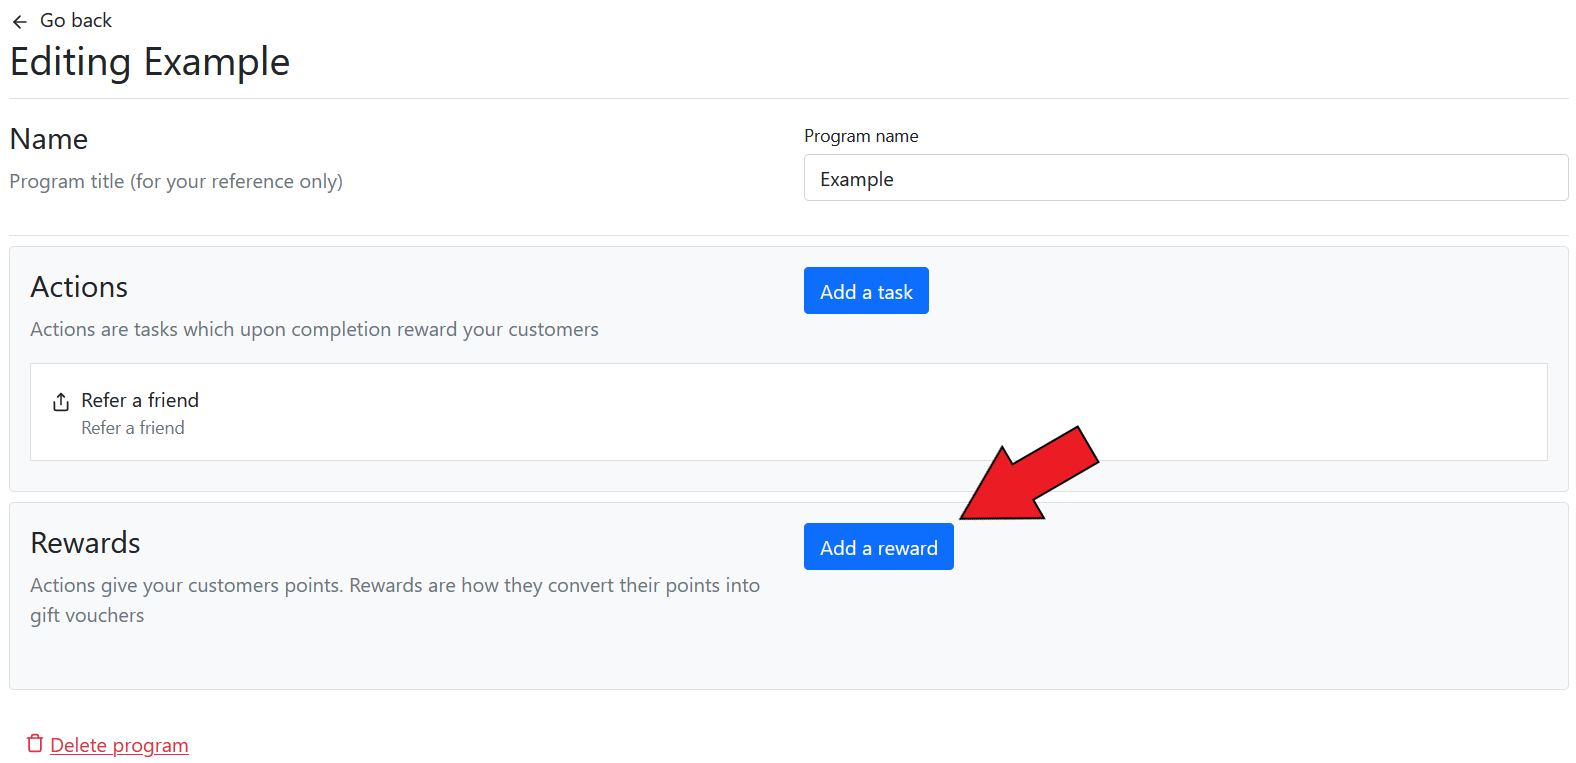 Go back
Editing Example
Name
Program title (for your reference only)
Program name
Example
Actions
Actions are tasks which upon completion reward your customers
Add a task
Refer a friend
Refer a friend
Rewards
Actions give your customers points. Rewards are how they convert their points into
gift vouchers
Add a reward
Delete program